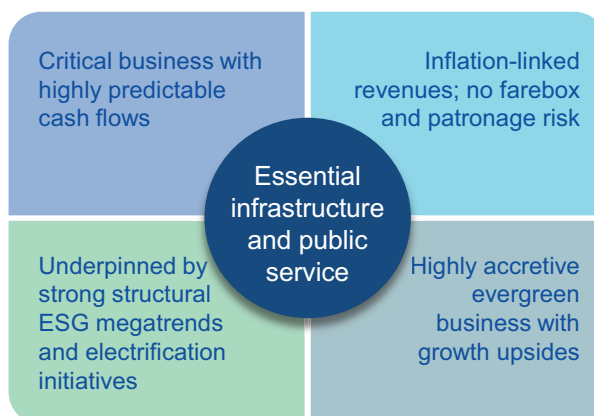 Critical business with
highly predictable
cash flows
Inflation-linked
revenues; no farebox
and patronage risk
Essential
infrastructure
and public
service
Underpinned by
strong structural
ESG megatrends
and electrification
initiatives
Highly accretive
evergreen
business with
growth upsides